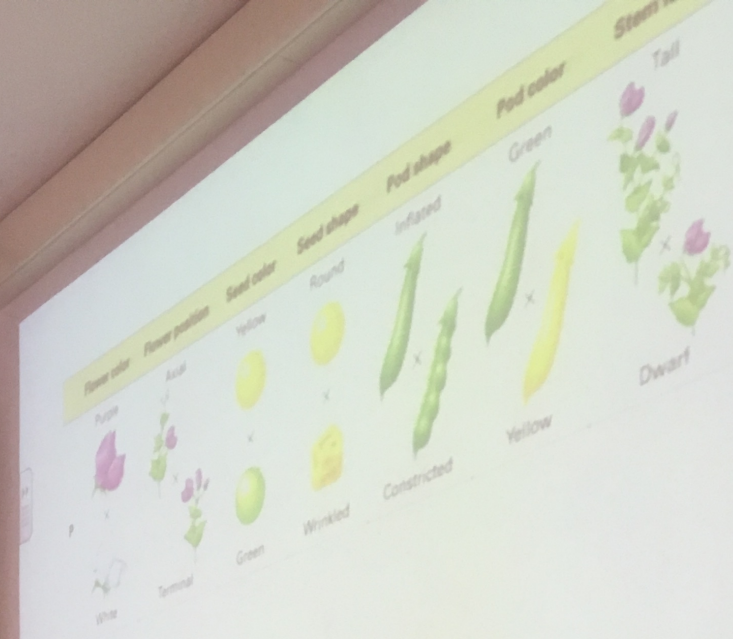 Flower color Flower position Seed color Seed shape Pod shape Pod color Stem
Purple Axial Yellow Round Inflated Green Tall
P
x x x x x x x
White Terminal Green Wrinkled Constricted Yellow Dwarf